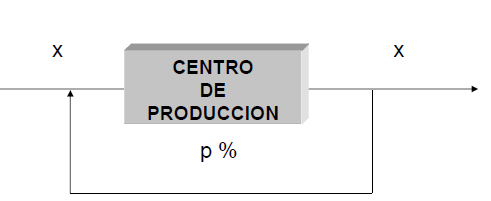 x
x
CENTRO
DE
PRODUCCION
p %